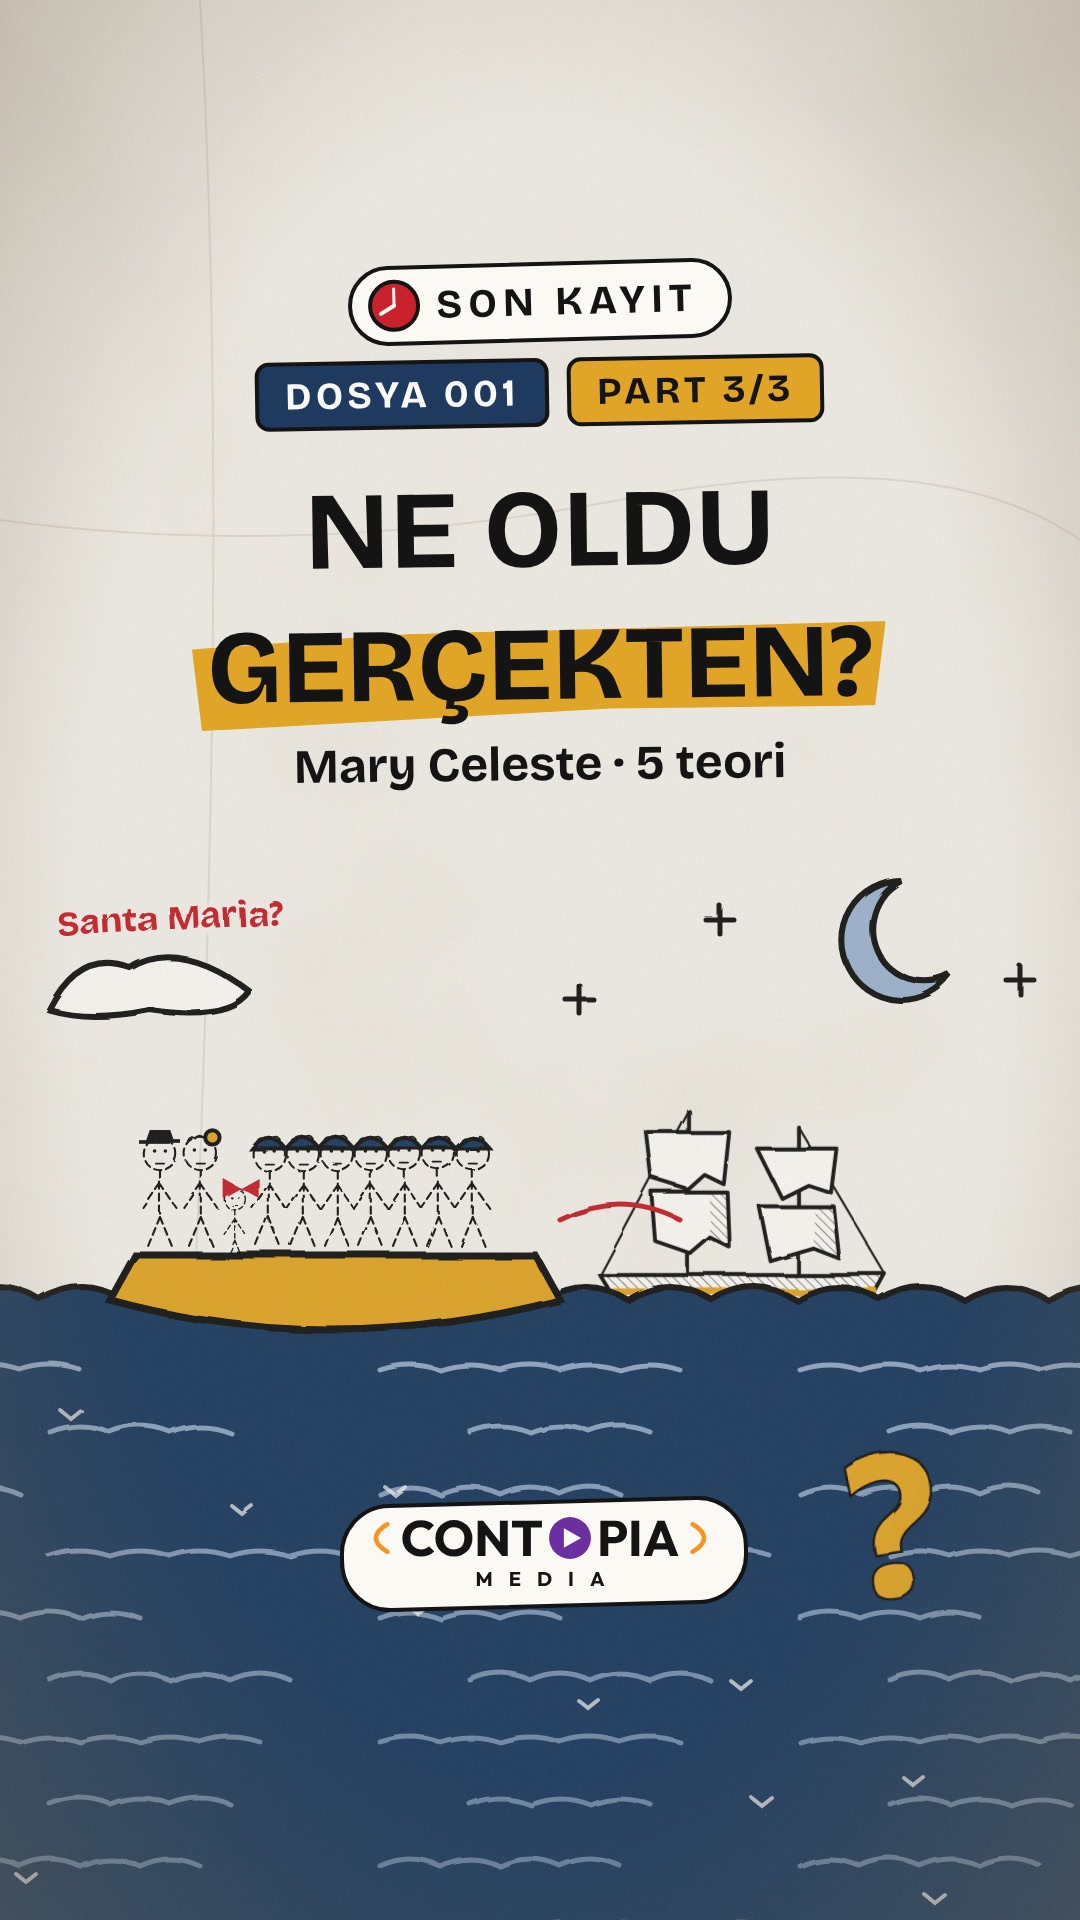 SON KAYIT
DOSYA 001
PART 3/3
NE OLDU
GERÇEKTEN?
Mary Celeste · 5 teori
Santa Maria?
?
CONTOPIA
MEDIA